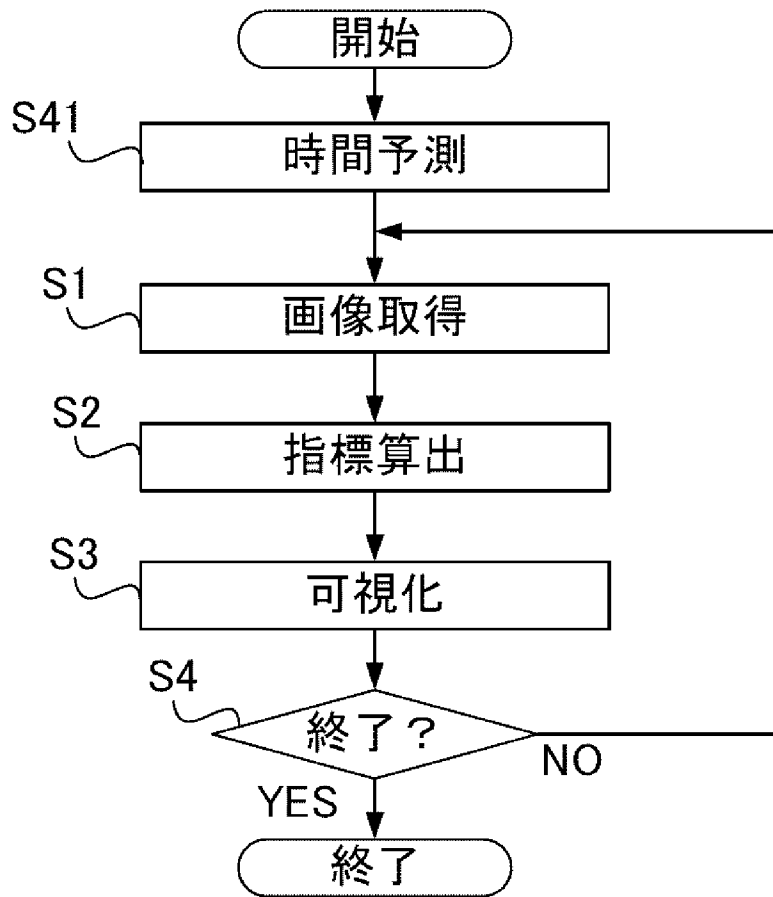 開始
S41
時間予測
S1
画像取得
S2
指標算出
S3
可視化
S4
終了？
NO
YES
終了